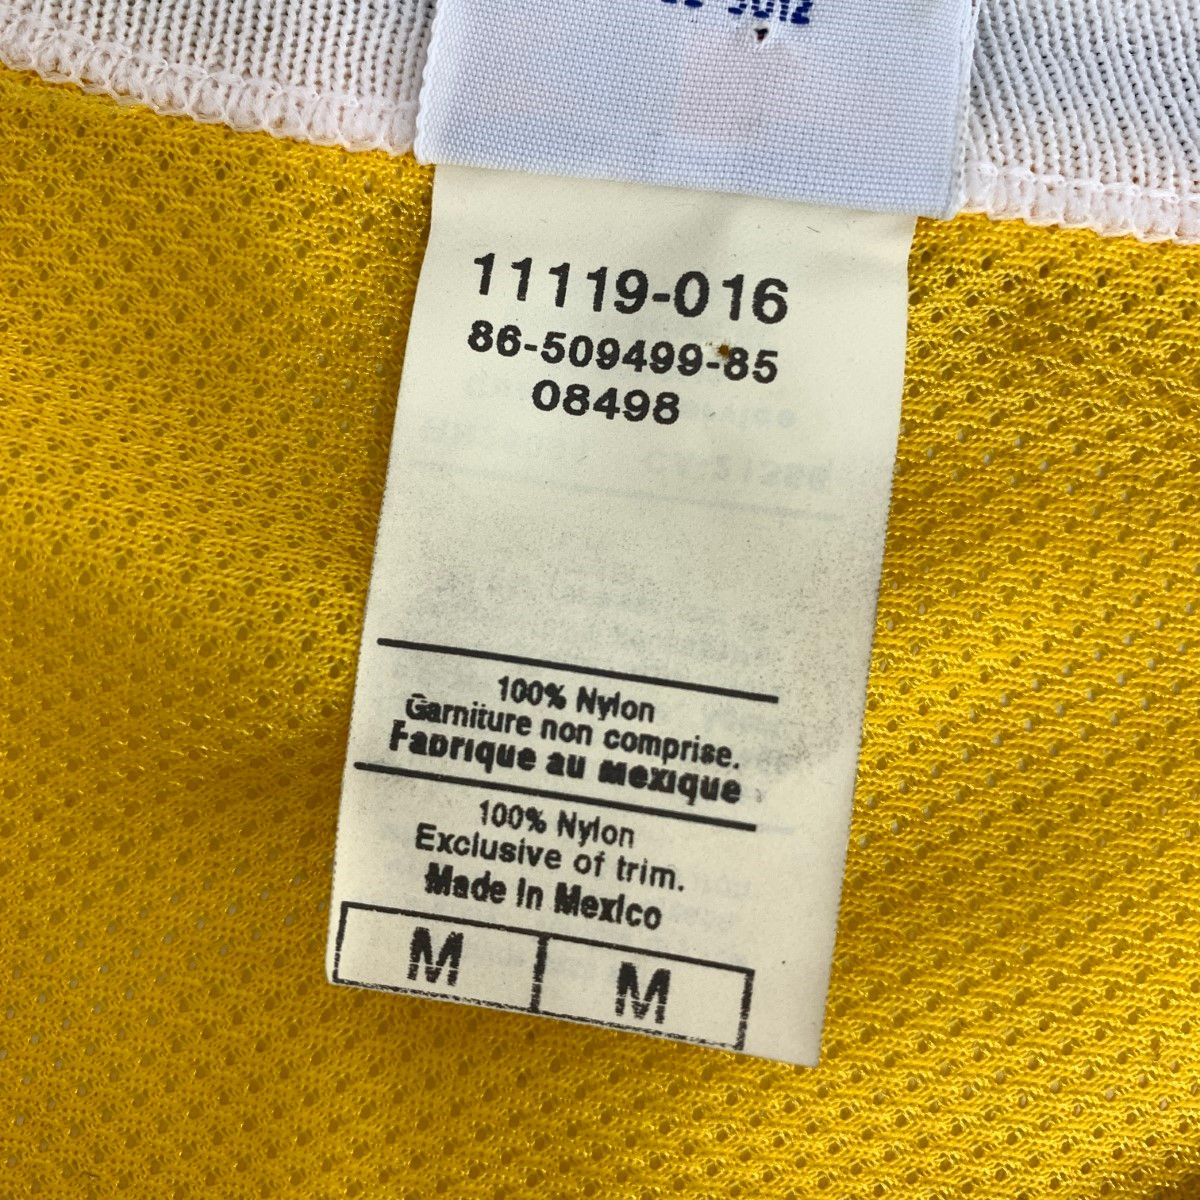 11119-016
86-509499-85
08498
100% Nylon
Garniture non comprise.
Fabrique au mexique
100% Nylon
Exclusive of trim.
Made In Mexico
M M